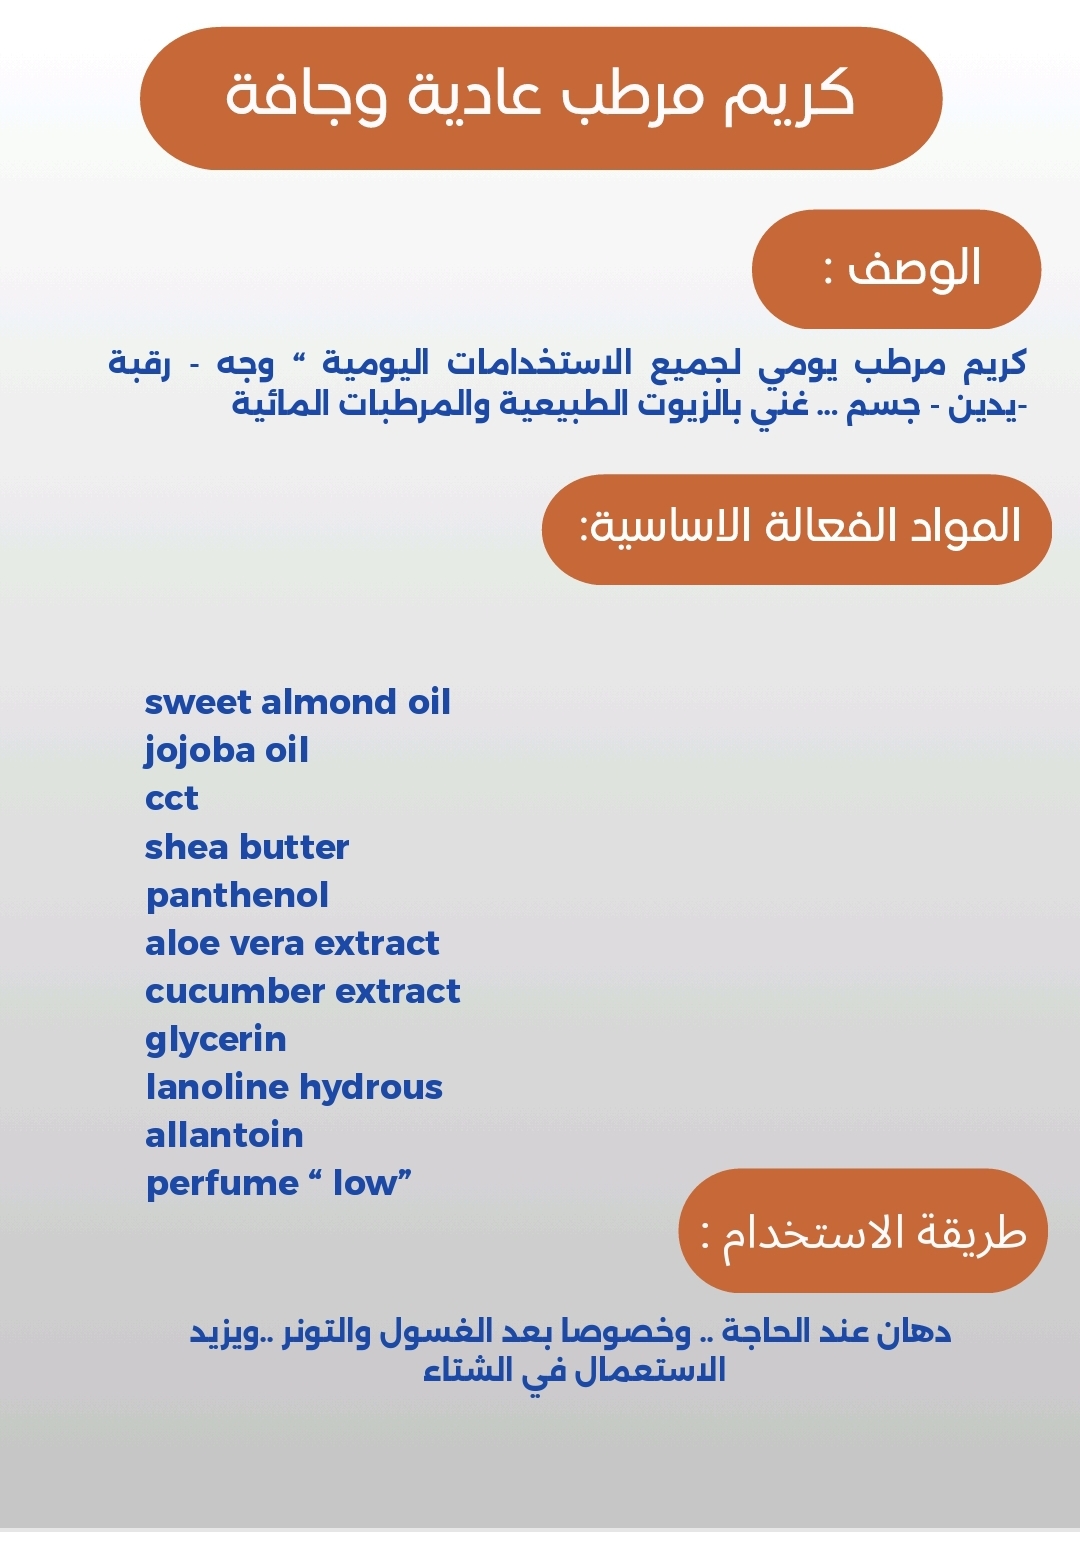 كريم مرطب عادية وجافة
الوصف :
كريم مرطب يومي لجميع الاستخدامات اليومية “ وجه - رقبة
-يدين - جسم ... غني بالزيوت الطبيعية والمرطبات المائية
المواد الفعالة الاساسية:
sweet almond oil
jojoba oil
cct
shea butter
panthenol
aloe vera extract
cucumber extract
glycerin
lanoline hydrous
allantoin
perfume “ low”
طريقة الاستخدام :
دهان عند الحاجة .. وخصوصا بعد الغسول والتونر ..ويزيد
الاستعمال في الشتاء